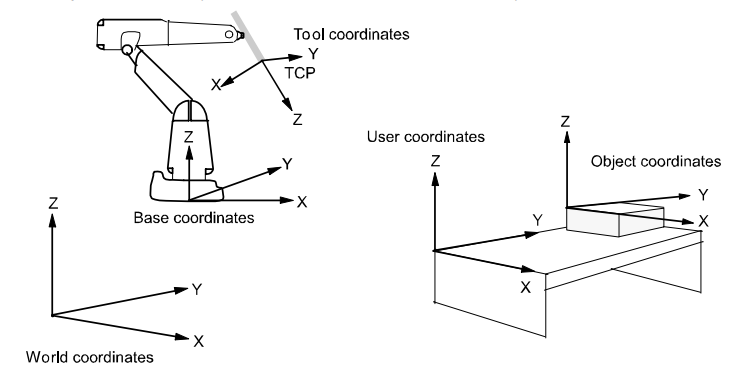 Tool coordinates
Y
TCP
X
Z
Z
Y
X
Base coordinates
User coordinates
Z
Y
X
Z
Object coordinates
Y
X
Z
Y
X
World coordinates